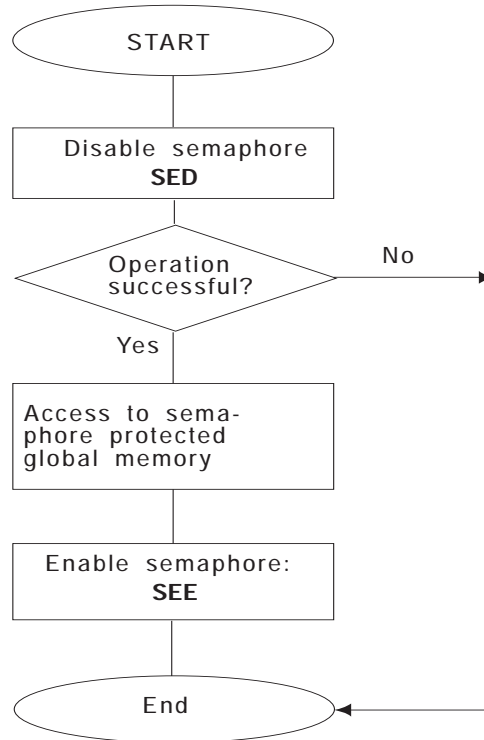 START
Disable semaphore
SED
Operation
successful?
No
Yes
Access to sema-
phore protected
global memory
Enable semaphore:
SEE
End